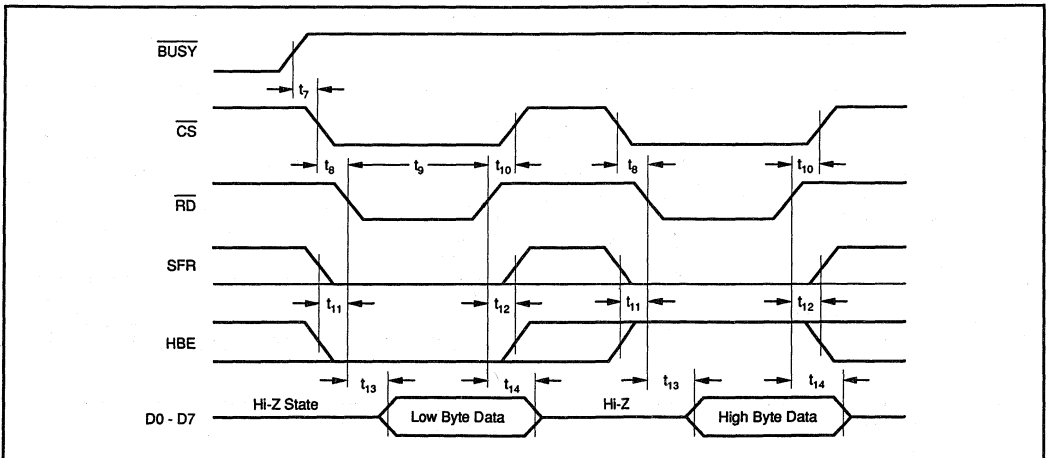 BUSY
t7
CS
t8 t9 t10 t8 t10
RD
SFR
t11 t12 t11 t12
HBE
t13 t14 t13 t14
Hi-Z State Hi-Z
D0 - D7 Low Byte Data High Byte Data